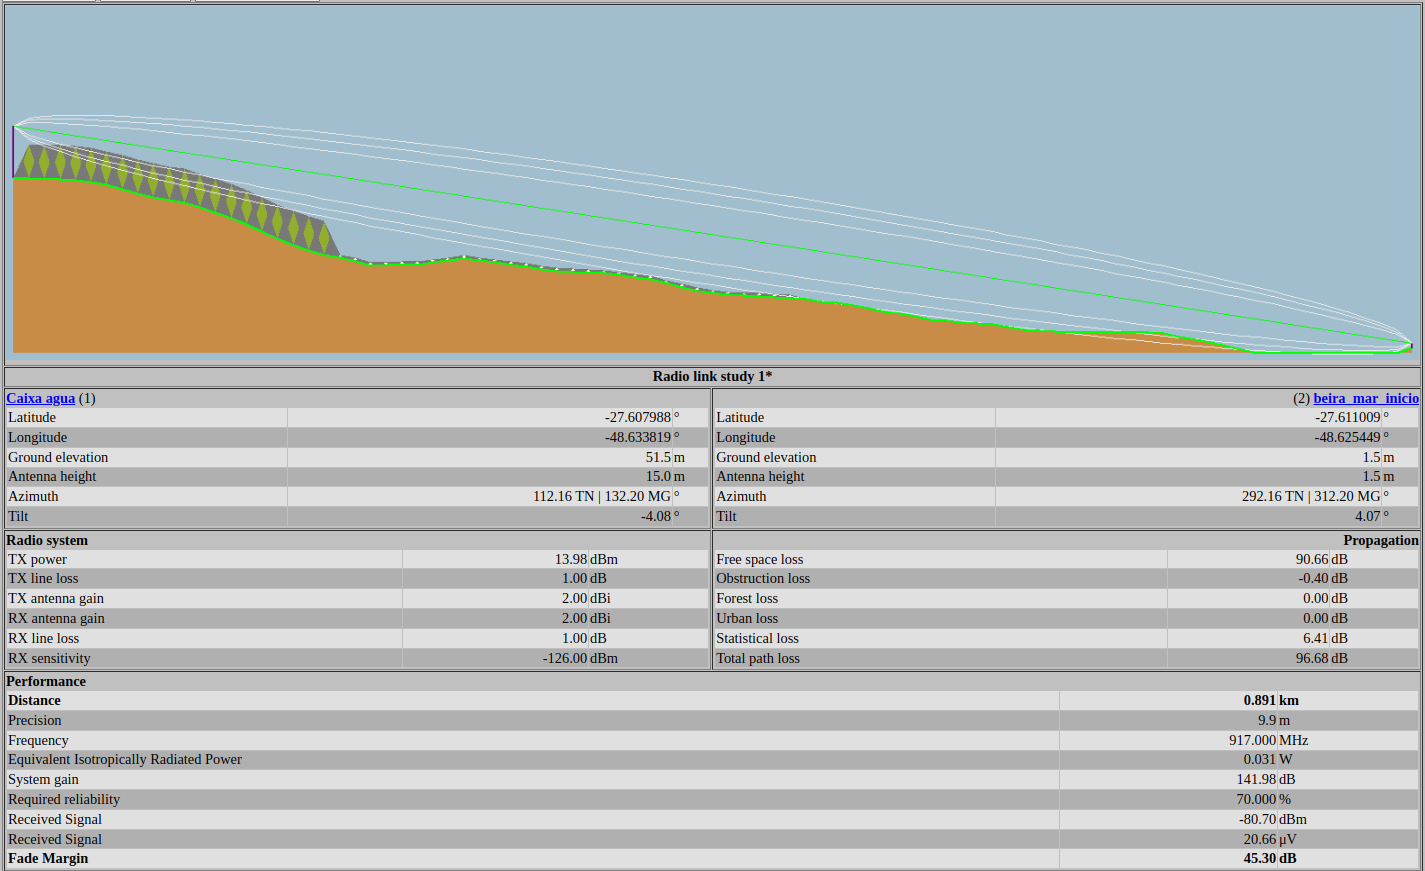 Radio link study 1*
Caixa agua (1)
(2) beira_mar_inicio
Latitude -27.607988 °
Latitude -27.611009 °
Longitude -48.633819 °
Longitude -48.625449 °
Ground elevation 51.5 m
Ground elevation 1.5 m
Antenna height 15.0 m
Antenna height 1.5 m
Azimuth 112.16 TN | 132.20 MG °
Azimuth 292.16 TN | 312.20 MG °
Tilt -4.08 °
Tilt 4.07 °
Radio system
Propagation
TX power 13.98 dBm
Free space loss 90.66 dB
TX line loss 1.00 dB
Obstruction loss -0.40 dB
TX antenna gain 2.00 dBi
Forest loss 0.00 dB
RX antenna gain 2.00 dBi
Urban loss 0.00 dB
RX line loss 1.00 dB
Statistical loss 6.41 dB
RX sensitivity -126.00 dBm
Total path loss 96.68 dB
Performance
Distance 0.891 km
Precision 9.9 m
Frequency 917.000 MHz
Equivalent Isotropically Radiated Power 0.031 W
System gain 141.98 dB
Required reliability 70.000 %
Received Signal -80.70 dBm
Received Signal 20.66 μV
Fade Margin 45.30 dB